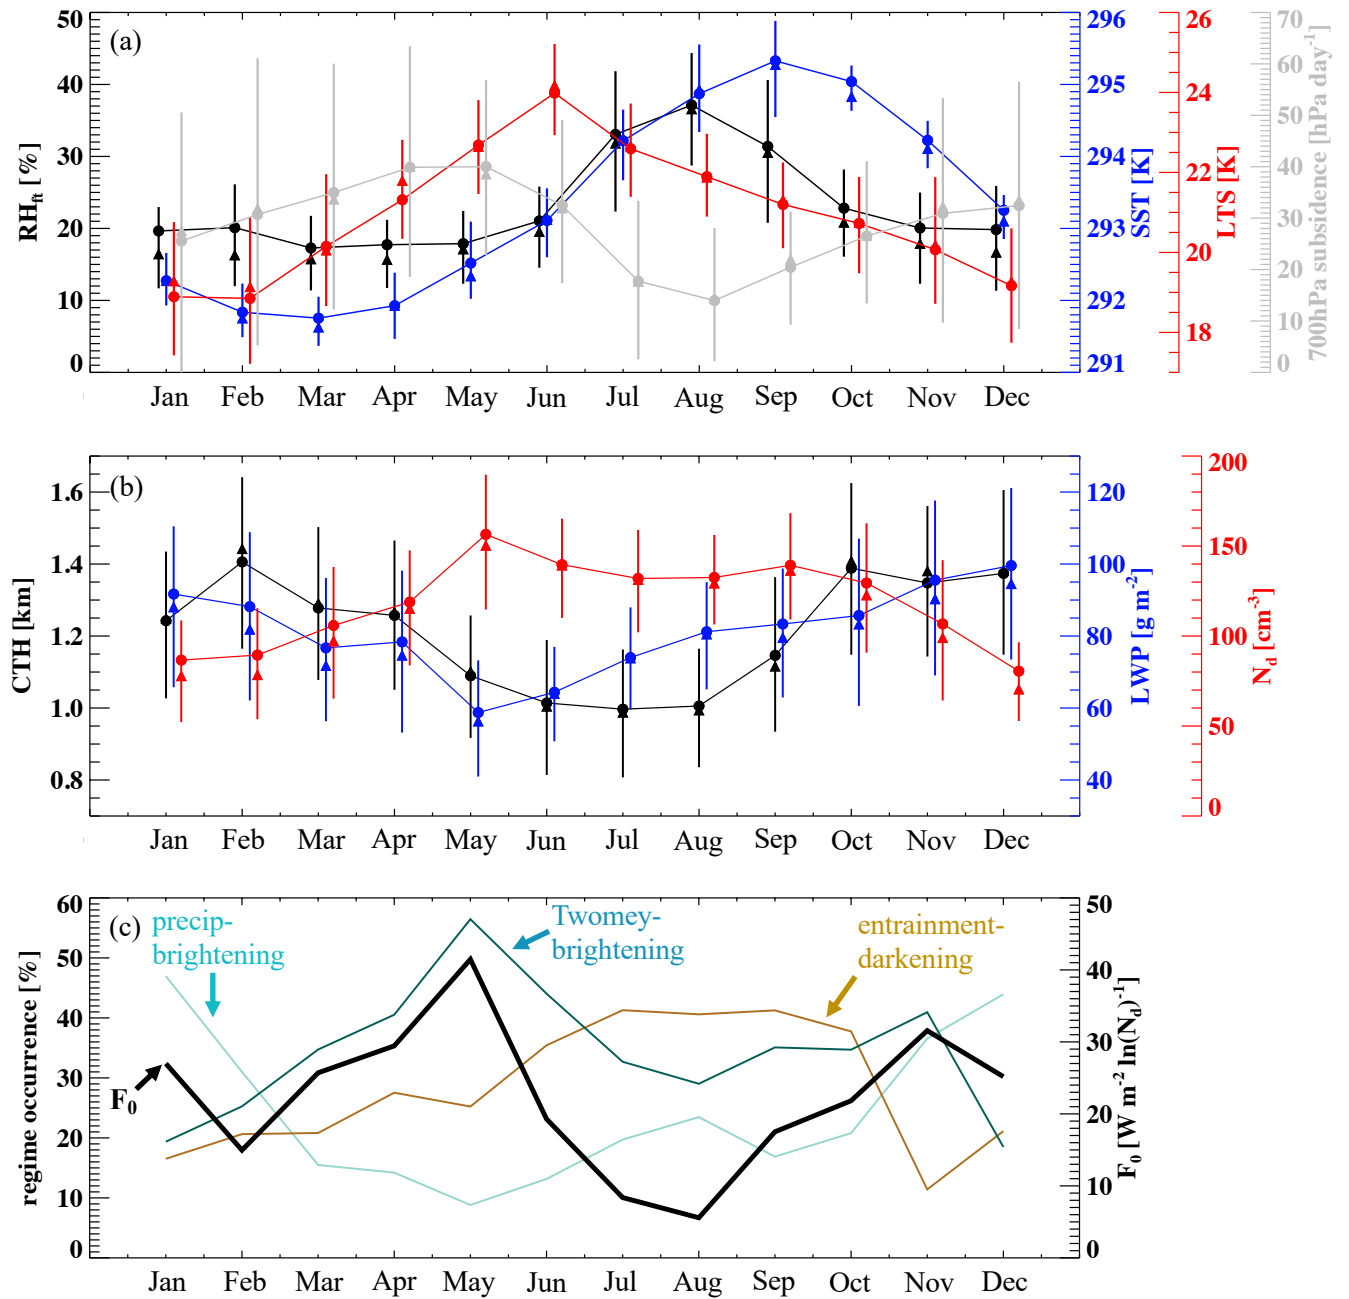 (a)
50
40
30
20
10
0
RH_ft [%]
296
295
294
293
292
291
SST [K]
26
24
22
20
18
LTS [K]
70
60
50
40
30
20
10
0
700hPa subsidence [hPa day^-1]
Jan Feb Mar Apr May Jun Jul Aug Sep Oct Nov Dec
(b)
1.6
1.4
1.2
1.0
0.8
CTH [km]
120
100
80
60
40
LWP [g m^-2]
200
150
100
50
0
N_d [cm^-3]
Jan Feb Mar Apr May Jun Jul Aug Sep Oct Nov Dec
(c)
60
50
40
30
20
10
0
regime occurrence [%]
precip-
brightening
Twomey-
brightening
entrainment-
darkening
F_0
50
40
30
20
10
0
F_0 [W m^-2 ln(N_d)^-1]
Jan Feb Mar Apr May Jun Jul Aug Sep Oct Nov Dec